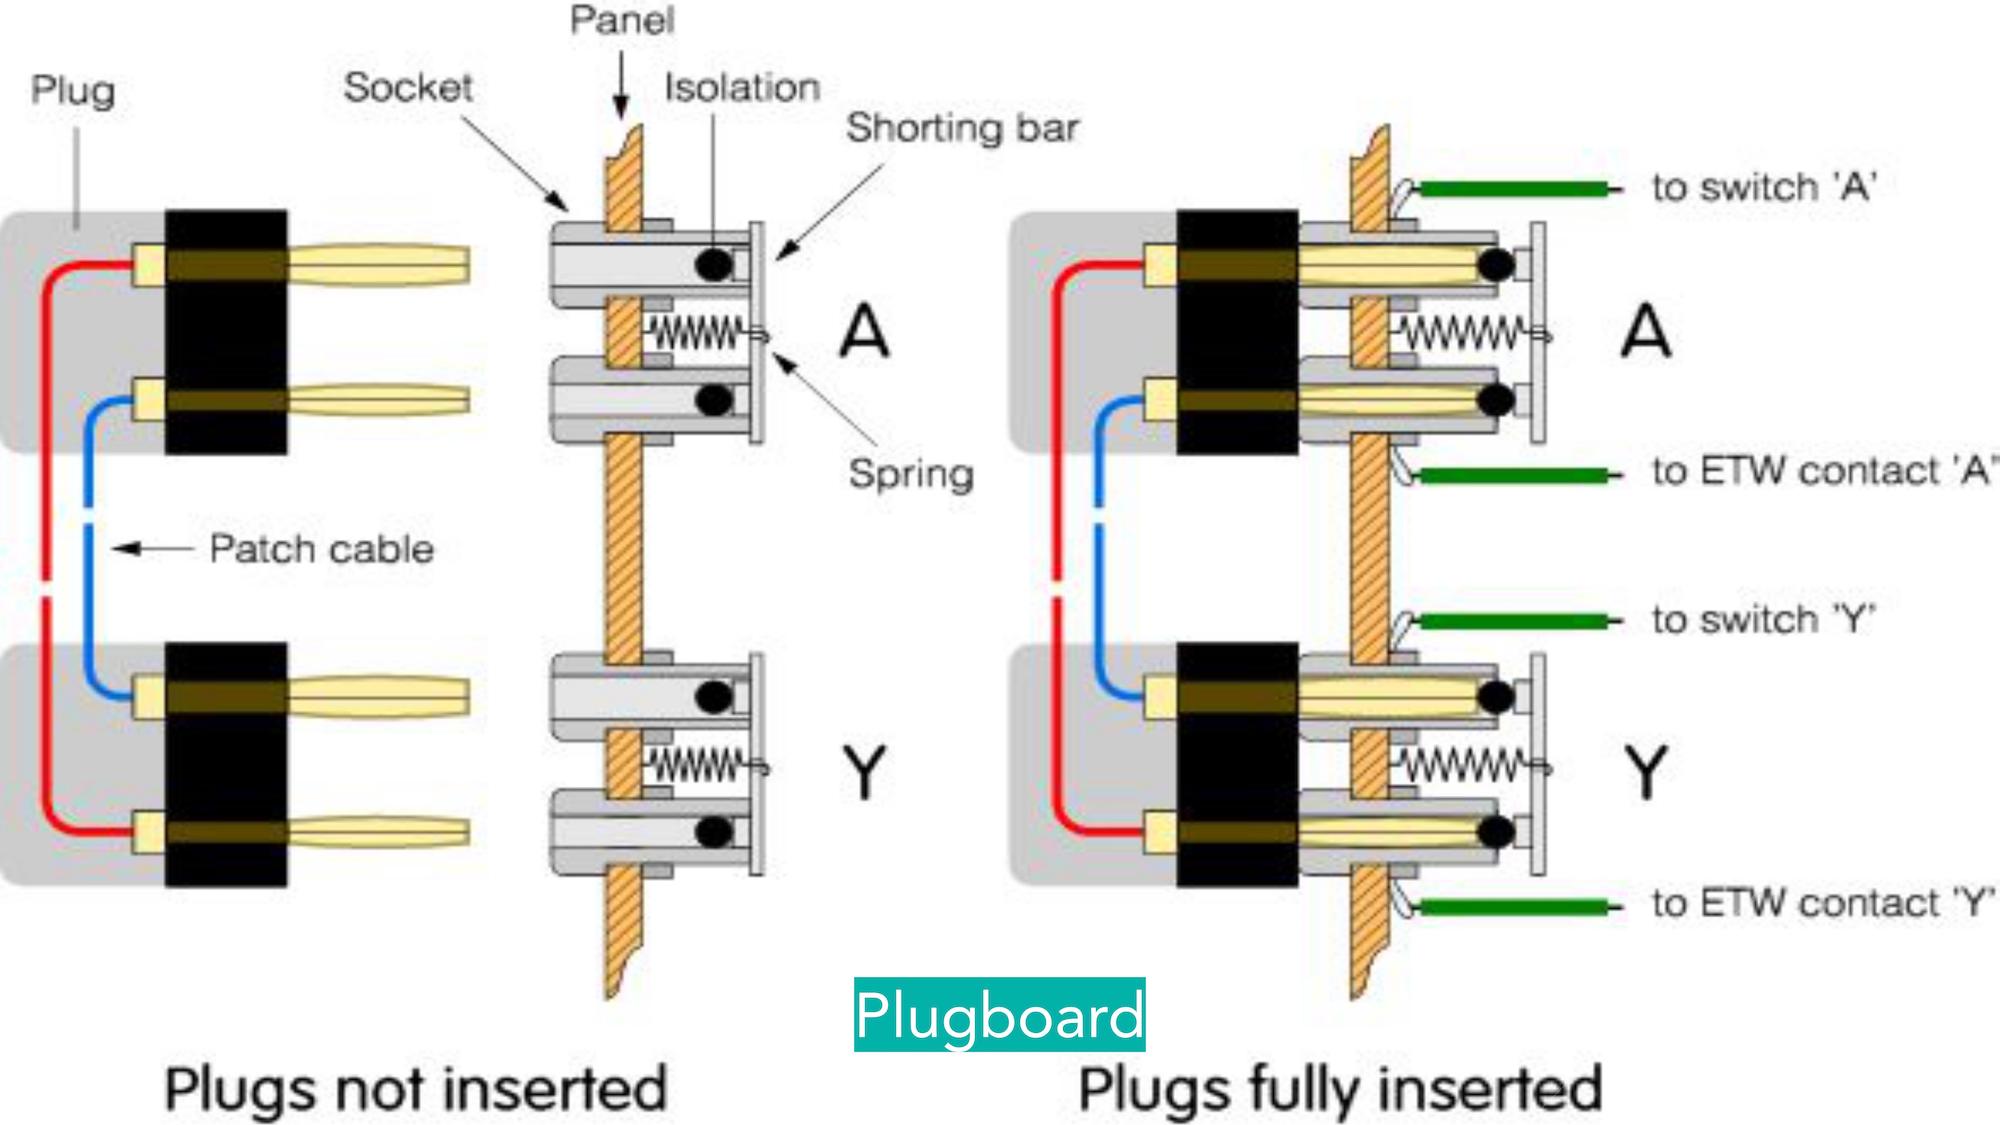 Panel
Plug
Socket
Isolation
Shorting bar
to switch 'A'
A
A
Spring
to ETW contact 'A'
Patch cable
to switch 'Y'
Y
Y
to ETW contact 'Y'
Plugboard
Plugs not inserted
Plugs fully inserted